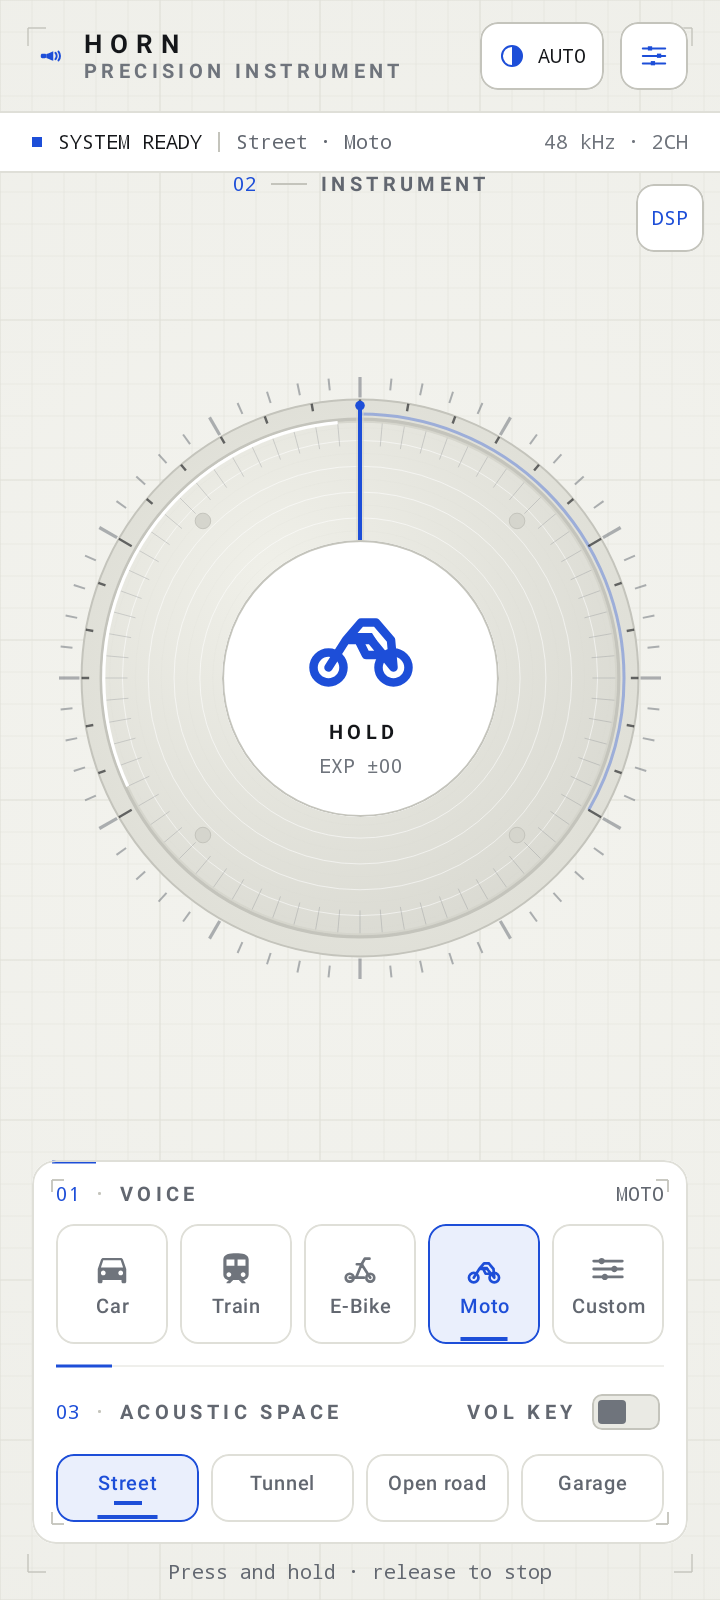 HORN
PRECISION INSTRUMENT
AUTO
SYSTEM READY
Street · Moto
48 kHz · 2CH
02 — INSTRUMENT
DSP
HOLD
EXP ±00
01 · VOICE
MOTO
Car
Train
E-Bike
Moto
Custom
03 · ACOUSTIC SPACE
VOL KEY
Street
Tunnel
Open road
Garage
Press and hold · release to stop